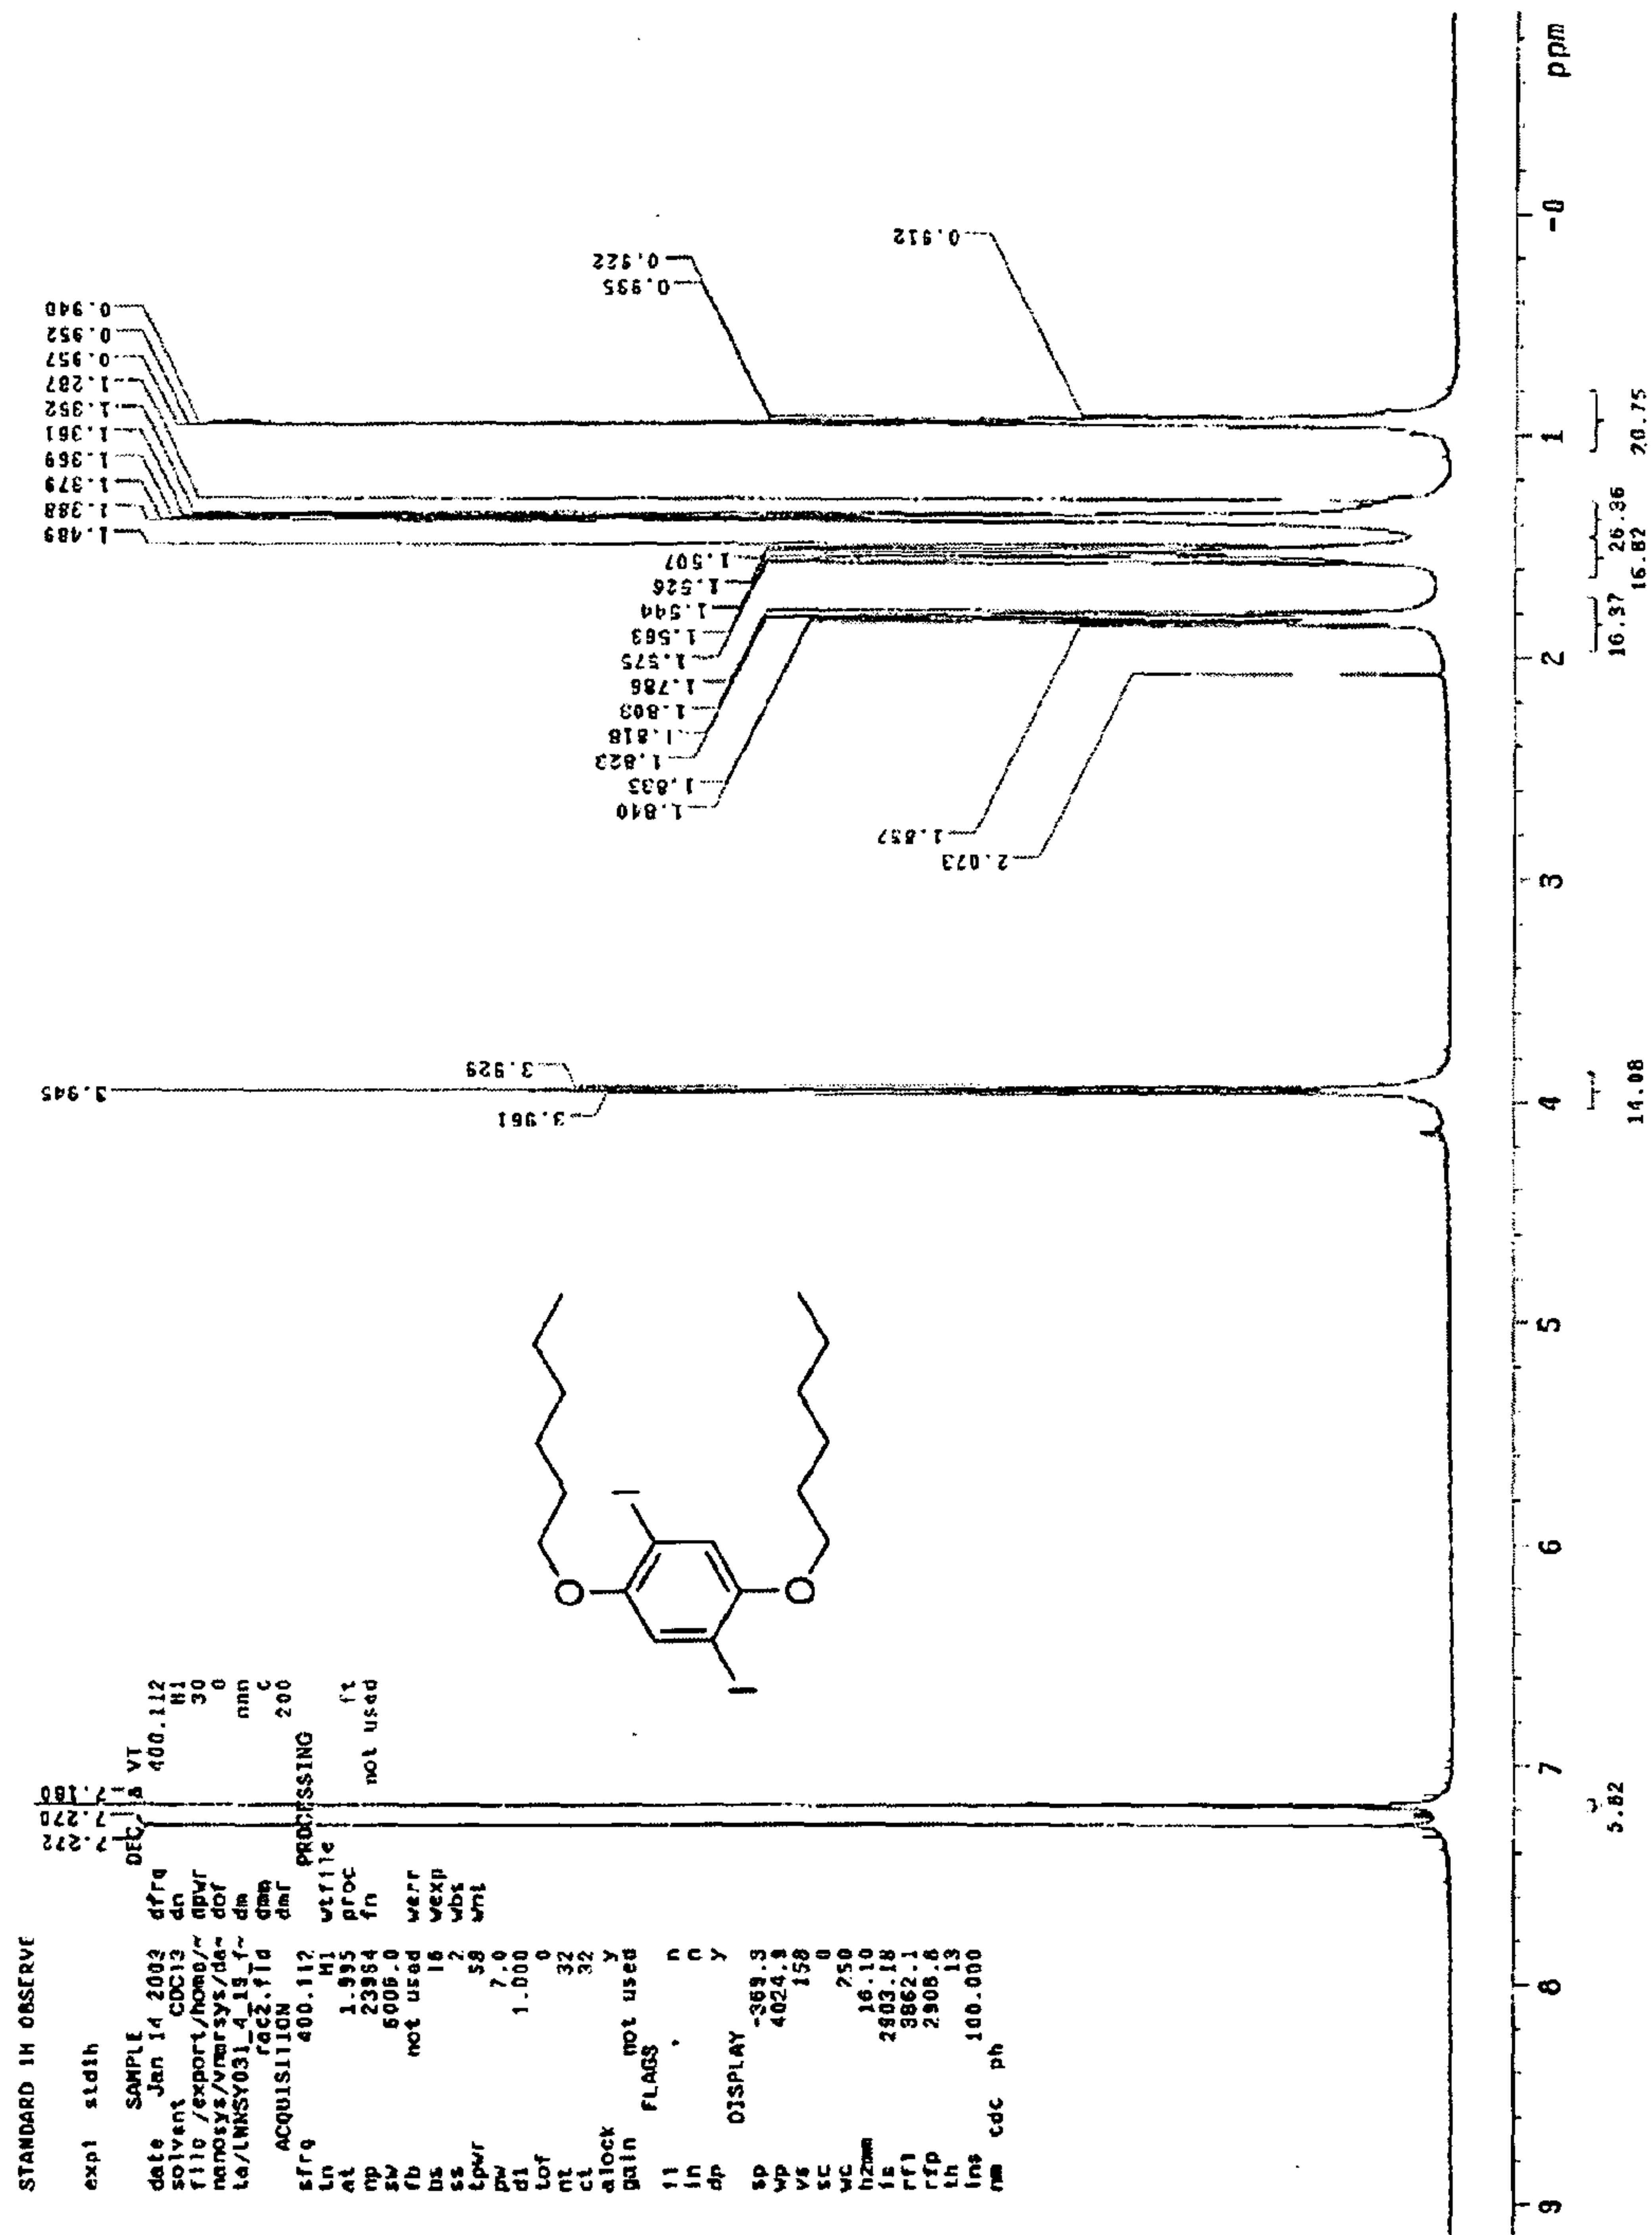 STANDARD 1H OBSERVE
exp1 stdih
SAMPLE
date Jan 14 2003
solvent CDCl3
file /export/home/~
nanosys/vnmrsys/da~
ta/LWNSY031_4_19_f~
rac2.fid
ACQUISITION
sfrq 400.112
tn H1
at 1.995
np 23964
sw 6006.0
fb not used
bs 16
ss 2
tpwr 58
pw 7.0
d1 1.000
tof 0
nt 32
ct 32
alock y
gain not used
FLAGS
il n
in n
dp y
DISPLAY
sp -369.3
wp 4024.9
vs 158
sc 0
wc 250
hzmm 16.10
is 2903.18
rfl 3862.1
rfp 2908.8
th 13
ins 100.000
nm cdc ph
DEC. & VT
dfrq 400.112
dn H1
dpwr 30
dof 0
dm nnn
dmm c
dmf 200
PROCESSING
wtfile
proc ft
fn not used
werr
wexp
wbs
wnt
7.272
7.270
7.180
3.961
3.945
3.929
2.073
1.857
1.840
1.833
1.823
1.818
1.803
1.786
1.575
1.563
1.544
1.526
1.507
1.489
1.388
1.379
1.369
1.361
1.352
1.287
0.957
0.952
0.940
0.935
0.922
0.912
O
I
I
O
9 8 7 6 5 4 3 2 1 -0 ppm
5.82
14.08
16.37
16.82
26.36
20.75